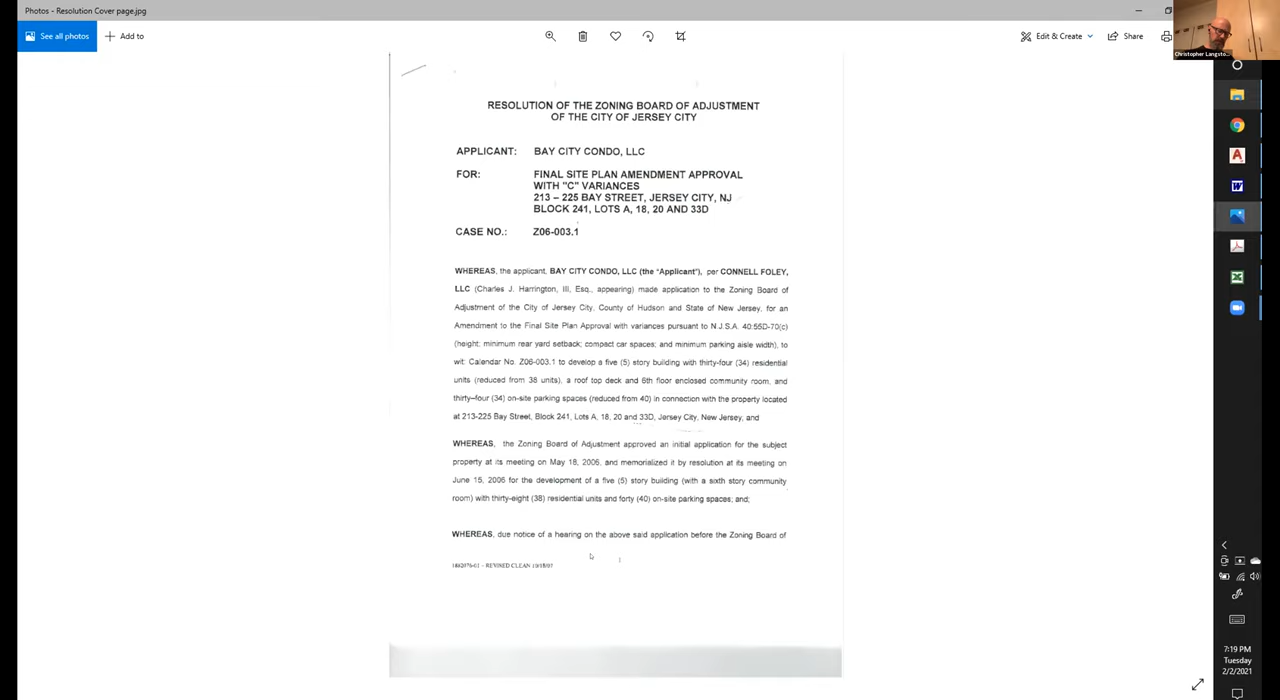 Photos - Resolution Cover page.jpg
See all photos
Add to
Edit & Create
Share
Christopher Langsto...
RESOLUTION OF THE ZONING BOARD OF ADJUSTMENT
OF THE CITY OF JERSEY CITY
APPLICANT: BAY CITY CONDO, LLC
FOR: FINAL SITE PLAN AMENDMENT APPROVAL
WITH "C" VARIANCES
213 – 225 BAY STREET, JERSEY CITY, NJ
BLOCK 241, LOTS A, 18, 20 AND 33D
CASE NO.: Z06-003.1
WHEREAS, the applicant, BAY CITY CONDO, LLC (the "Applicant"), per CONNELL FOLEY,
LLC (Charles J. Harrington, III, Esq., appearing) made application to the Zoning Board of
Adjustment of the City of Jersey City, County of Hudson and State of New Jersey, for an
Amendment to the Final Site Plan Approval with variances pursuant to N.J.S.A. 40:55D-70(c)
(height; minimum rear yard setback; compact car spaces; and minimum parking aisle width), to
wit: Calendar No. Z06-003.1 to develop a five (5) story building with thirty-four (34) residential
units (reduced from 38 units), a roof top deck and 6th floor enclosed community room, and
thirty–four (34) on-site parking spaces (reduced from 40) in connection with the property located
at 213-225 Bay Street, Block 241, Lots A, 18, 20 and 33D, Jersey City, New Jersey; and
WHEREAS, the Zoning Board of Adjustment approved an initial application for the subject
property at its meeting on May 18, 2006, and memorialized it by resolution at its meeting on
June 15, 2006 for the development of a five (5) story building (with a sixth story community
room) with thirty-eight (38) residential units and forty (40) on-site parking spaces; and;
WHEREAS, due notice of a hearing on the above said application before the Zoning Board of
REVISED CLEAN
7:19 PM
Tuesday
2/2/2021